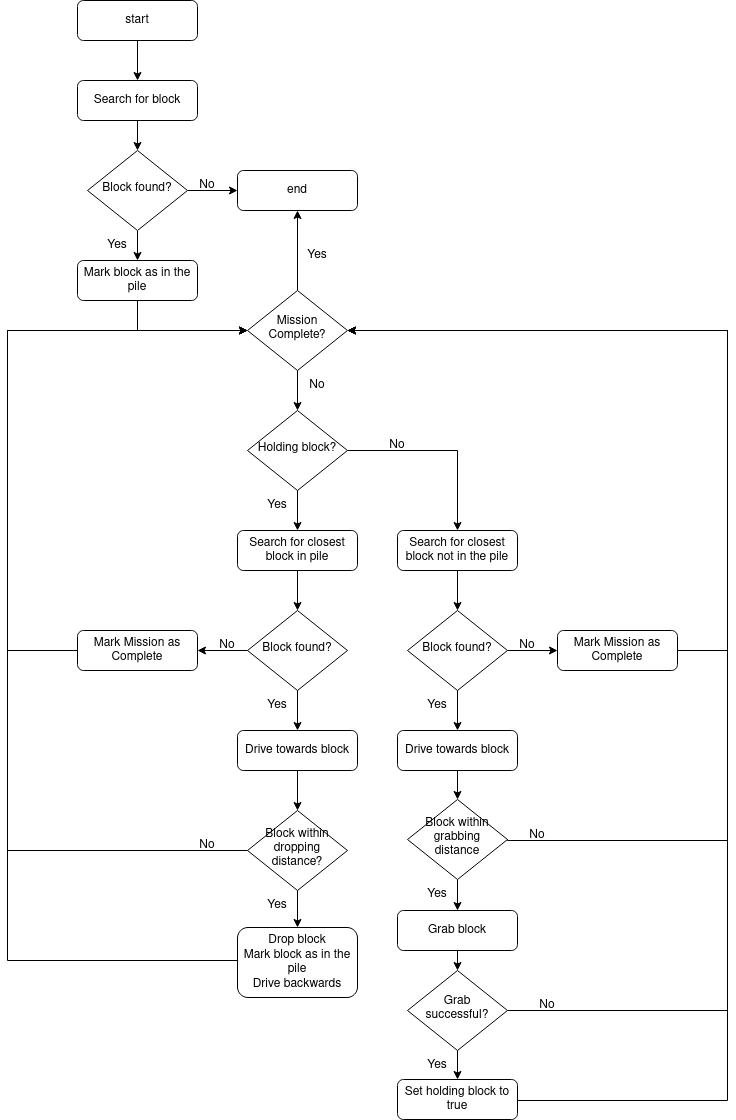 start
Search for block
Block found?
No
end
Yes
Mark block as in the
pile
Yes
Mission
Complete?
No
Holding block?
No
Yes
Search for closest
block in pile
Search for closest
block not in the pile
Mark Mission as
Complete
No
Block found?
Block found?
No
Mark Mission as
Complete
Yes
Yes
Drive towards block
Drive towards block
Block within
dropping
distance?
No
Block within
grabbing
distance
No
Yes
Yes
Drop block
Mark block as in the
pile
Drive backwards
Grab block
Grab
successful?
No
Yes
Set holding block to
true